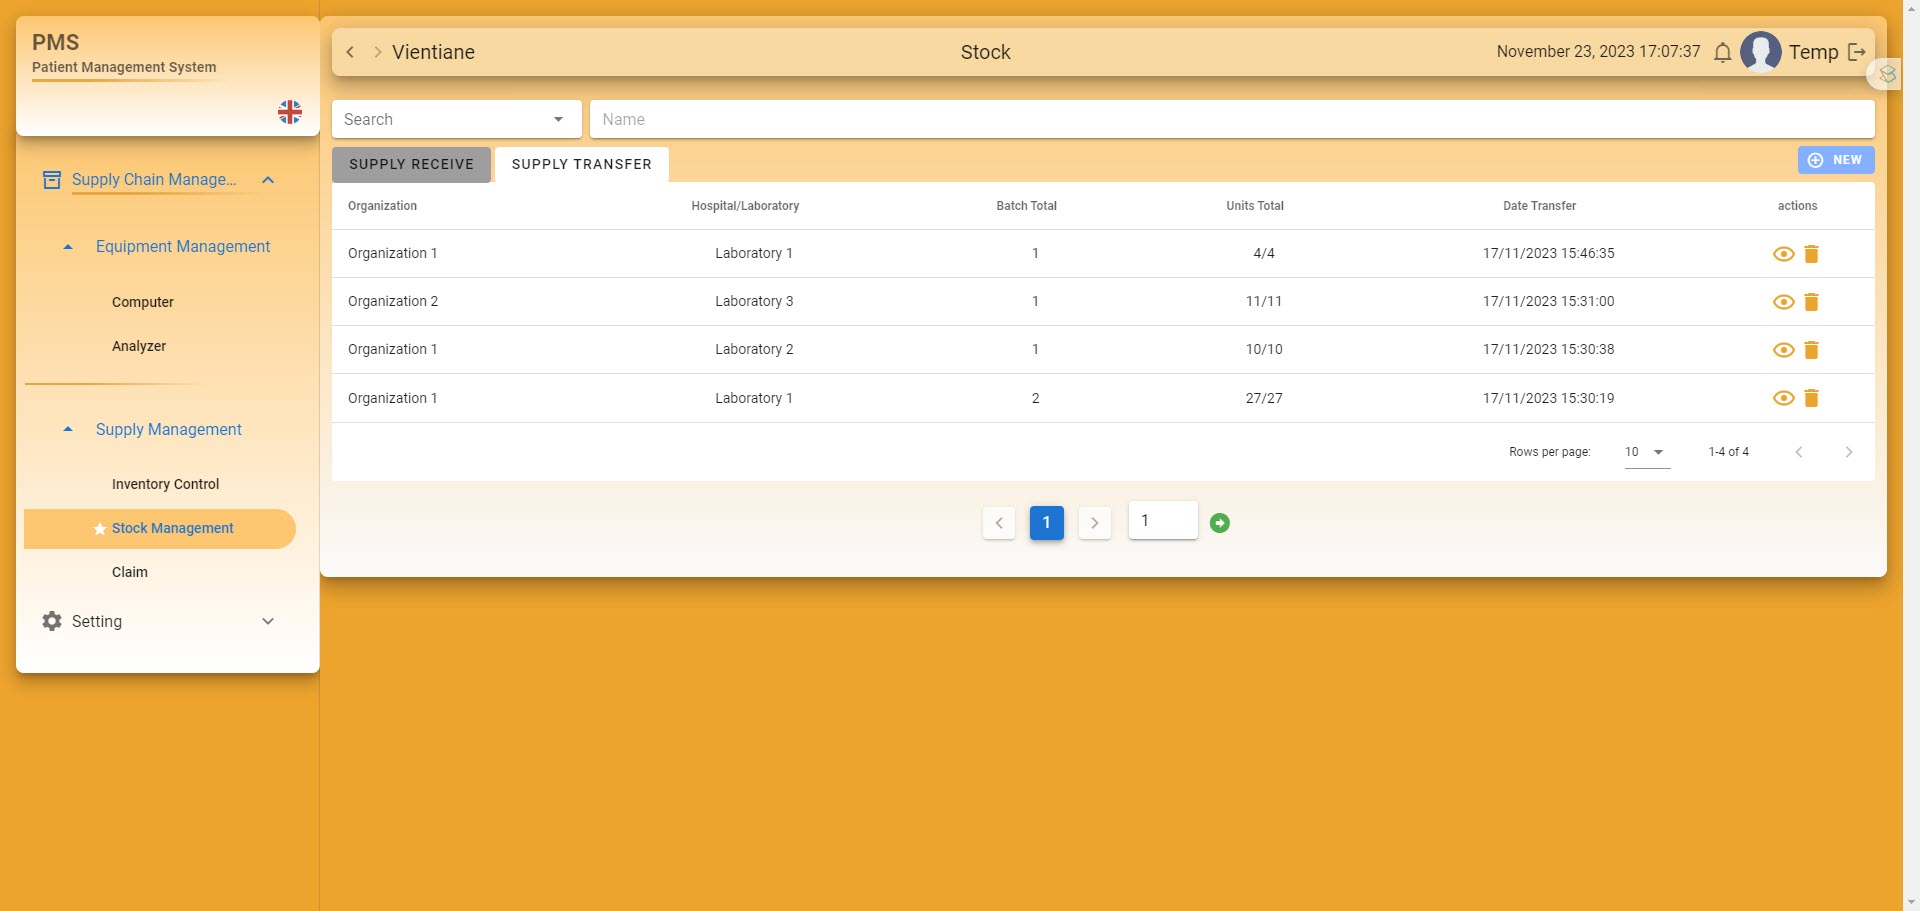 PMS
Patient Management System
Supply Chain Manage...
Equipment Management
Computer
Analyzer
Supply Management
Inventory Control
Stock Management
Claim
Setting
Vientiane
Stock
November 23, 2023 17:07:37
Temp
Search
Name
SUPPLY RECEIVE
SUPPLY TRANSFER
NEW
Organization Hospital/Laboratory Batch Total Units Total Date Transfer actions
Organization 1 Laboratory 1 1 4/4 17/11/2023 15:46:35
Organization 2 Laboratory 3 1 11/11 17/11/2023 15:31:00
Organization 1 Laboratory 2 1 10/10 17/11/2023 15:30:38
Organization 1 Laboratory 1 2 27/27 17/11/2023 15:30:19
Rows per page: 10 1-4 of 4
1 1